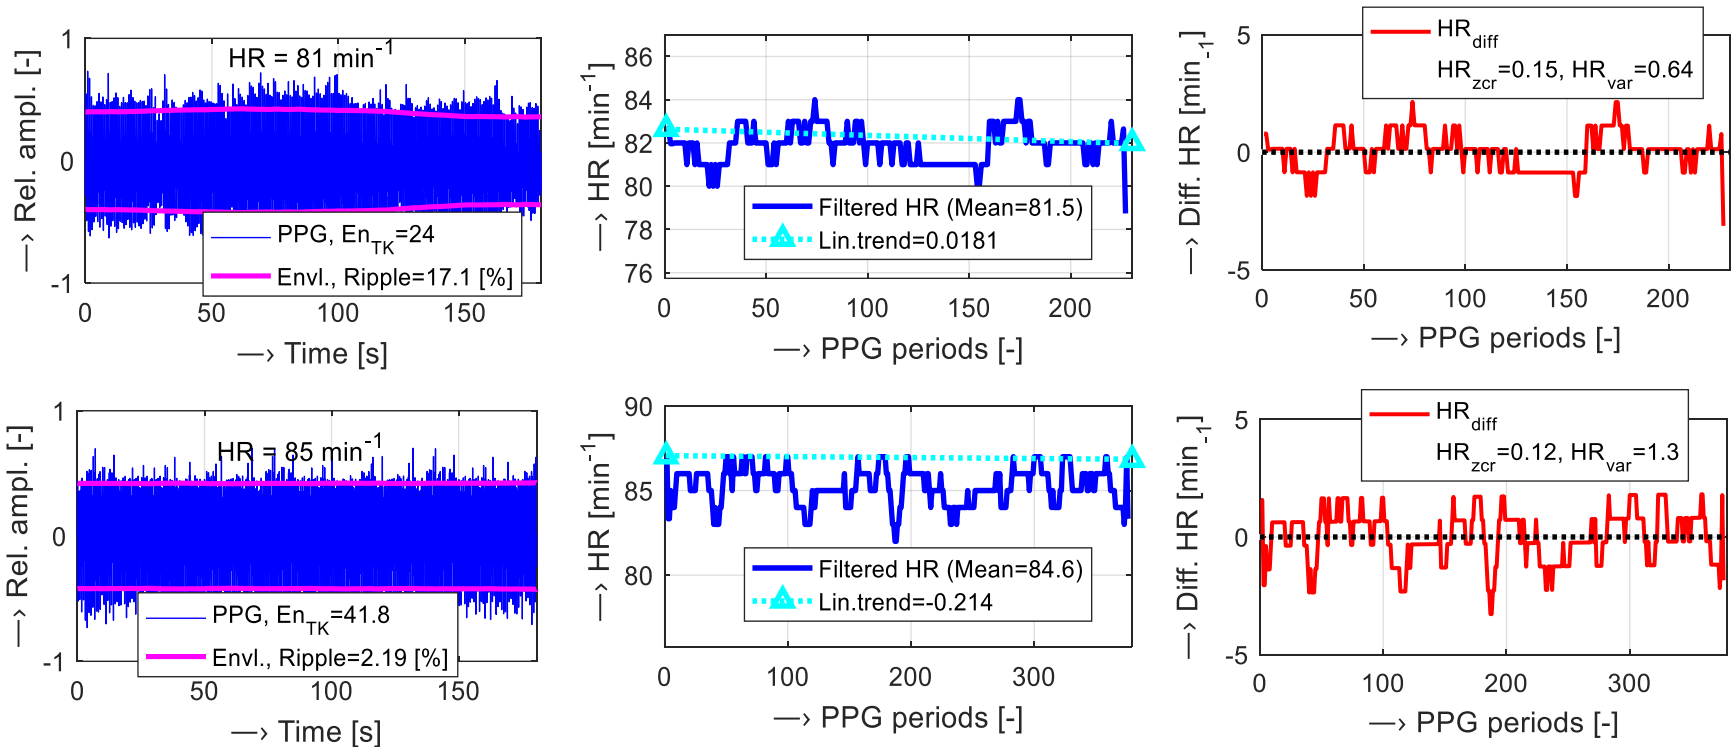 1
0
-1
—› Rel. ampl. [-]
HR = 81 min-1
PPG, EnTK=24
Envl., Ripple=17.1 [%]
0 50 100 150
—› Time [s]
86
84
82
80
78
76
—› HR [min-1]
Filtered HR (Mean=81.5)
Lin.trend=0.0181
0 50 100 150 200
—› PPG periods [-]
5
0
-5
—› Diff. HR [min-1]
HRdiff
HRzcr=0.15, HRvar=0.64
0 50 100 150 200
—› PPG periods [-]
1
0
-1
—› Rel. ampl. [-]
HR = 85 min-1
PPG, EnTK=41.8
Envl., Ripple=2.19 [%]
0 50 100 150
—› Time [s]
90
85
80
—› HR [min-1]
Filtered HR (Mean=84.6)
Lin.trend=-0.214
0 100 200 300
—› PPG periods [-]
5
0
-5
—› Diff. HR [min-1]
HRdiff
HRzcr=0.12, HRvar=1.3
0 100 200 300
—› PPG periods [-]